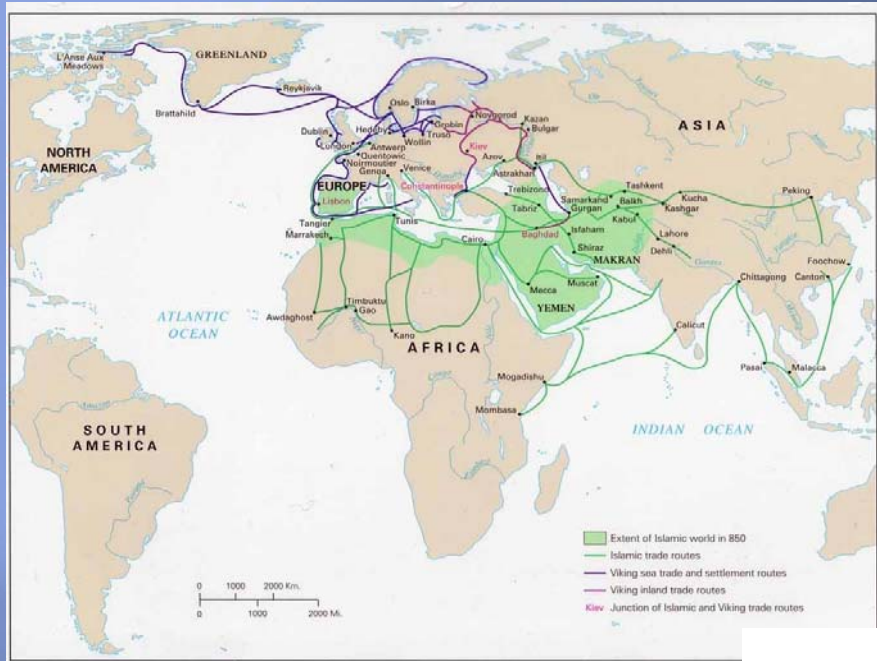 GREENLAND
L'Anse Aux
Meadows
Brattahild
Reykjavik
NORTH
AMERICA
Oslo
Birka
Novgorod
Kazan
Bulgar
Grobin
Dublin
Hedeby
Truso
London
Wollin
Antwerp
Quentowic
Noirmoutier
Venice
Genoa
Kiev
Azov
Itil
Astrakhan
ASIA
EUROPE
Constantinople
Lisbon
Trebizond
Tabriz
Samarkand
Gurgan
Tashkent
Balkh
Kabul
Kucha
Kashgar
Peking
Tangier
Marrakech
Tunis
Cairo
Baghdad
Isfaham
Shiraz
MAKRAN
Lahore
Dehli
Ganges
Foochow
Canton
Chittagong
Mecca
Muscat
YEMEN
ATLANTIC
OCEAN
Timbuktu
Gao
Awdaghost
Kano
AFRICA
Calicut
Pasai
Malacca
Mogadishu
Mombasa
Congo
SOUTH
AMERICA
INDIAN OCEAN
Extent of Islamic world in 850
Islamic trade routes
Viking sea trade and settlement routes
Viking inland trade routes
Kiev Junction of Islamic and Viking trade routes
0 1000 2000 Km.
0 1000 2000 Mi.